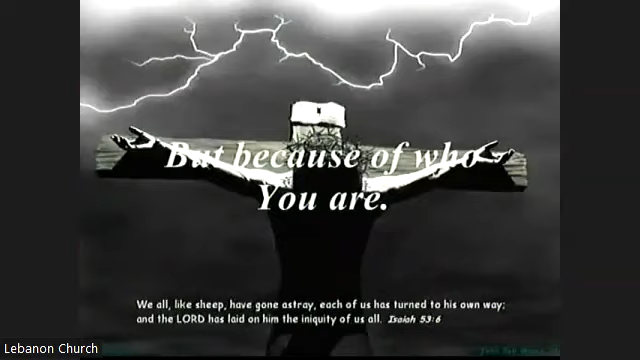 But because of who
You are.
We all, like sheep, have gone astray, each of us has turned to his own way;
and the LORD has laid on him the iniquity of us all. Isaiah 53:6
Lebanon Church